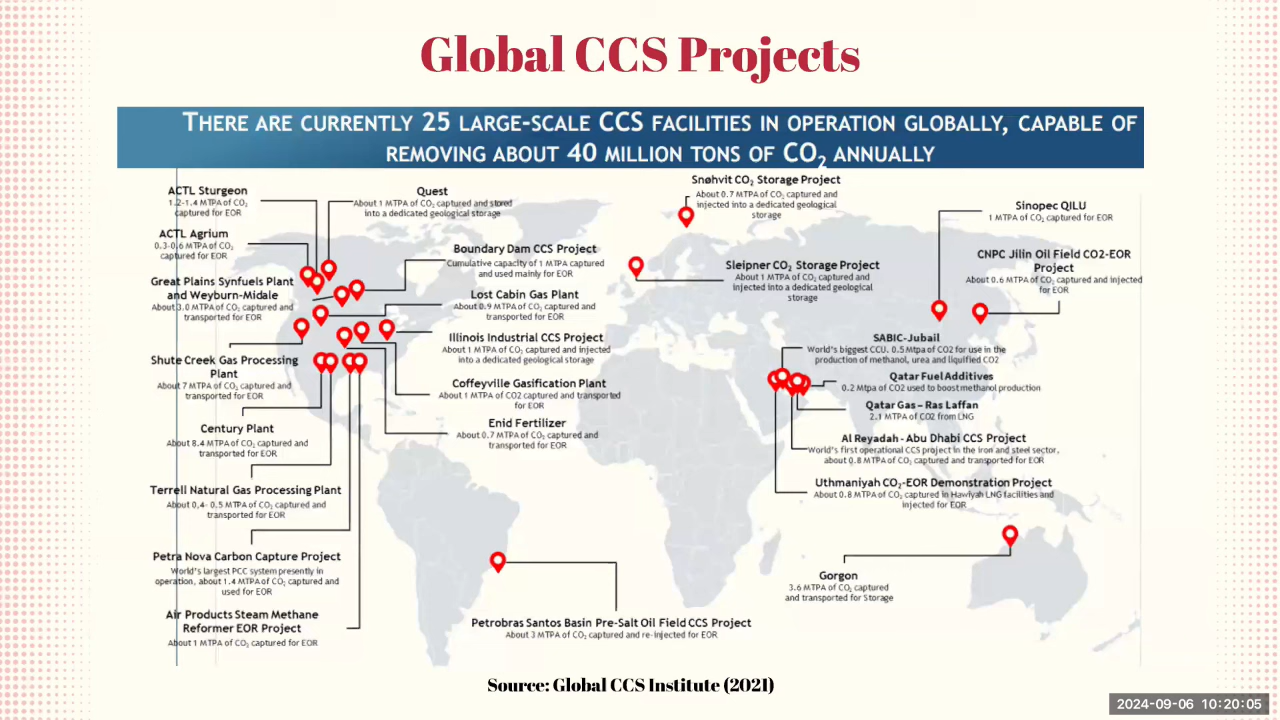 Global CCS Projects
THERE ARE CURRENTLY 25 LARGE-SCALE CCS FACILITIES IN OPERATION GLOBALLY, CAPABLE OF
REMOVING ABOUT 40 MILLION TONS OF CO₂ ANNUALLY
ACTL Sturgeon
1.2-1.4 MTPA of CO₂
captured for EOR
ACTL Agrium
0.3-0.6 MTPA of CO₂
captured for EOR
Great Plains Synfuels Plant
and Weyburn-Midale
About 3.0 MTPA of CO₂ captured and
transported for EOR
Shute Creek Gas Processing
Plant
About 7 MTPA of CO₂ captured and
transported for EOR
Century Plant
About 8.4 MTPA of CO₂ captured and
transported for EOR
Terrell Natural Gas Processing Plant
About 0.4- 0.5 MTPA of CO₂ captured and
transported for EOR
Petra Nova Carbon Capture Project
World's largest PCC system presently in
operation, about 1.4 MTPA of CO₂ captured and
used for EOR
Air Products Steam Methane
Reformer EOR Project
About 1 MTPA of CO₂ captured for EOR
Quest
About 1 MTPA of CO₂ captured and stored
into a dedicated geological storage
Boundary Dam CCS Project
Cumulative capacity of 1 MTPA captured
and used mainly for EOR
Lost Cabin Gas Plant
About 0.9 MTPA of CO₂ captured and
transported for EOR
Illinois Industrial CCS Project
About 1 MTPA of CO₂ captured and injected
into a dedicated geological storage
Coffeyville Gasification Plant
About 1 MTPA of CO2 captured and transported
for EOR
Enid Fertilizer
About 0.7 MTPA of CO₂ captured and
transported for EOR
Petrobras Santos Basin Pre-Salt Oil Field CCS Project
About 3 MTPA of CO₂ captured and re-injected for EOR
Snøhvit CO₂ Storage Project
About 0.7 MTPA of CO₂ captured and
injected into a dedicated geological
storage
Sleipner CO₂ Storage Project
About 1 MTPA of CO₂ captured and
injected into a dedicated geological
storage
Sinopec QILU
1 MTPA of CO₂ captured for EOR
CNPC Jilin Oil Field CO2-EOR
Project
About 0.6 MTPA of CO₂ captured and injected
for EOR
SABIC-Jubail
World's biggest CCU. 0.5 Mtpa of CO2 for use in the
production of methanol, urea and liquified CO2
Qatar Fuel Additives
0.2 Mtpa of CO2 used to boost methanol production
Qatar Gas – Ras Laffan
2.1 MTPA of CO2 from LNG
Al Reyadah - Abu Dhabi CCS Project
World's first operational CCS project in the iron and steel sector,
about 0.8 MTPA of CO₂ captured and transported for EOR
Uthmaniyah CO₂-EOR Demonstration Project
About 0.8 MTPA of CO₂ captured in Hawiyah LNG facilities and
injected for EOR
Gorgon
3.6 MTPA of CO₂ captured
and transported for Storage
Source: Global CCS Institute (2021)
2024-09-06 10:20:05